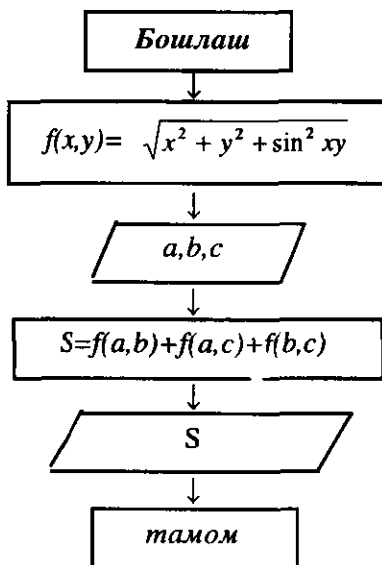 Бошлаш
f(x,y)= √(x² + y² + sin² xy)
a,b,c
S=f(a,b)+f(a,c)+f(b,c)
S
тамом